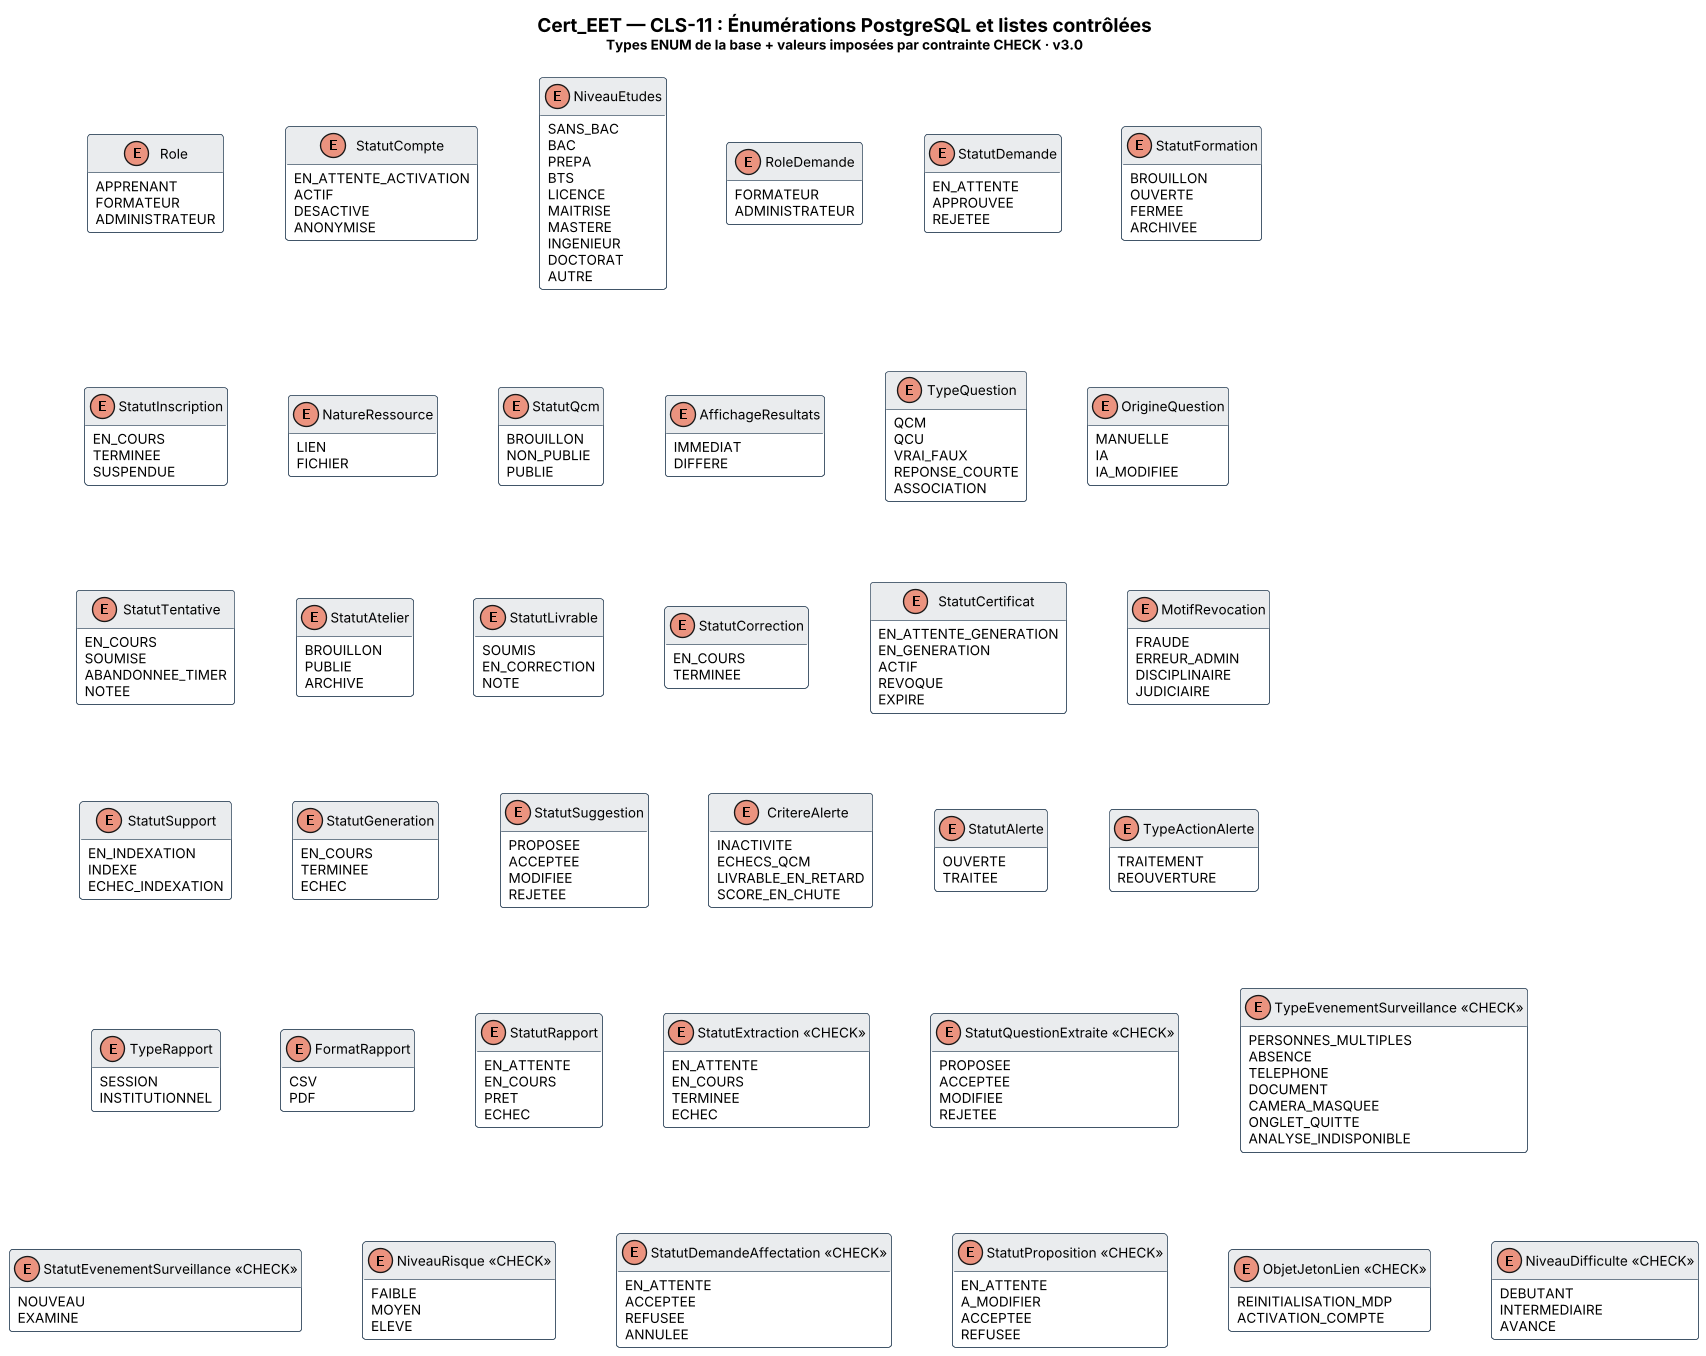 Cert_EET — CLS-11 : Énumérations PostgreSQL et listes contrôlées
Types ENUM de la base + valeurs imposées par contrainte CHECK · v3.0
E Role
APPRENANT
FORMATEUR
ADMINISTRATEUR
E StatutCompte
EN_ATTENTE_ACTIVATION
ACTIF
DESACTIVE
ANONYMISE
E NiveauEtudes
SANS_BAC
BAC
PREPA
BTS
LICENCE
MAITRISE
MASTERE
INGENIEUR
DOCTORAT
AUTRE
E RoleDemande
FORMATEUR
ADMINISTRATEUR
E StatutDemande
EN_ATTENTE
APPROUVEE
REJETEE
E StatutFormation
BROUILLON
OUVERTE
FERMEE
ARCHIVEE
E StatutInscription
EN_COURS
TERMINEE
SUSPENDUE
E NatureRessource
LIEN
FICHIER
E StatutQcm
BROUILLON
NON_PUBLIE
PUBLIE
E AffichageResultats
IMMEDIAT
DIFFERE
E TypeQuestion
QCM
QCU
VRAI_FAUX
REPONSE_COURTE
ASSOCIATION
E OrigineQuestion
MANUELLE
IA
IA_MODIFIEE
E StatutTentative
EN_COURS
SOUMISE
ABANDONNEE_TIMER
NOTEE
E StatutAtelier
BROUILLON
PUBLIE
ARCHIVE
E StatutLivrable
SOUMIS
EN_CORRECTION
NOTE
E StatutCorrection
EN_COURS
TERMINEE
E StatutCertificat
EN_ATTENTE_GENERATION
EN_GENERATION
ACTIF
REVOQUE
EXPIRE
E MotifRevocation
FRAUDE
ERREUR_ADMIN
DISCIPLINAIRE
JUDICIAIRE
E StatutSupport
EN_INDEXATION
INDEXE
ECHEC_INDEXATION
E StatutGeneration
EN_COURS
TERMINEE
ECHEC
E StatutSuggestion
PROPOSEE
ACCEPTEE
MODIFIEE
REJETEE
E CritereAlerte
INACTIVITE
ECHECS_QCM
LIVRABLE_EN_RETARD
SCORE_EN_CHUTE
E StatutAlerte
OUVERTE
TRAITEE
E TypeActionAlerte
TRAITEMENT
REOUVERTURE
E TypeRapport
SESSION
INSTITUTIONNEL
E FormatRapport
CSV
PDF
E StatutRapport
EN_ATTENTE
EN_COURS
PRET
ECHEC
E StatutExtraction «CHECK»
EN_ATTENTE
EN_COURS
TERMINEE
ECHEC
E StatutQuestionExtraite «CHECK»
PROPOSEE
ACCEPTEE
MODIFIEE
REJETEE
E TypeEvenementSurveillance «CHECK»
PERSONNES_MULTIPLES
ABSENCE
TELEPHONE
DOCUMENT
CAMERA_MASQUEE
ONGLET_QUITTE
ANALYSE_INDISPONIBLE
E StatutEvenementSurveillance «CHECK»
NOUVEAU
EXAMINE
E NiveauRisque «CHECK»
FAIBLE
MOYEN
ELEVE
E StatutDemandeAffectation «CHECK»
EN_ATTENTE
ACCEPTEE
REFUSEE
ANNULEE
E StatutProposition «CHECK»
EN_ATTENTE
A_MODIFIER
ACCEPTEE
REFUSEE
E ObjetJetonLien «CHECK»
REINITIALISATION_MDP
ACTIVATION_COMPTE
E NiveauDifficulte «CHECK»
DEBUTANT
INTERMEDIAIRE
AVANCE